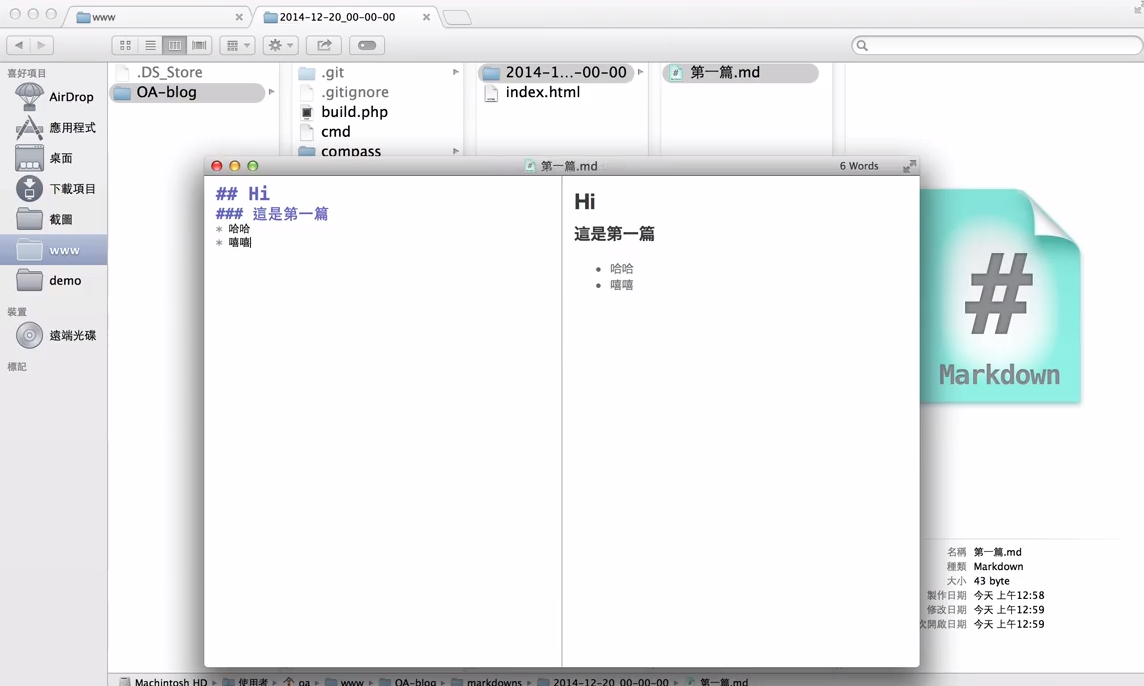 www
2014-12-20_00-00-00
喜好項目
AirDrop
應用程式
桌面
下載項目
截圖
www
demo
裝置
遠端光碟
標記
.DS_Store
OA-blog
.git
.gitignore
build.php
cmd
compass
2014-1...-00-00
index.html
第一篇.md
第一篇.md
6 Words
## Hi
### 這是第一篇
* 哈哈
* 嘻嘻
Hi
這是第一篇
• 哈哈
• 嘻嘻
#
Markdown
名稱 第一篇.md
種類 Markdown
大小 43 byte
製作日期 今天 上午12:58
修改日期 今天 上午12:59
次開啟日期 今天 上午12:59
Machintosh HD ▸ 使用者 ▸ oa ▸ www ▸ OA-blog ▸ markdowns ▸ 2014-12-20_00-00-00 ▸ 第一篇.md